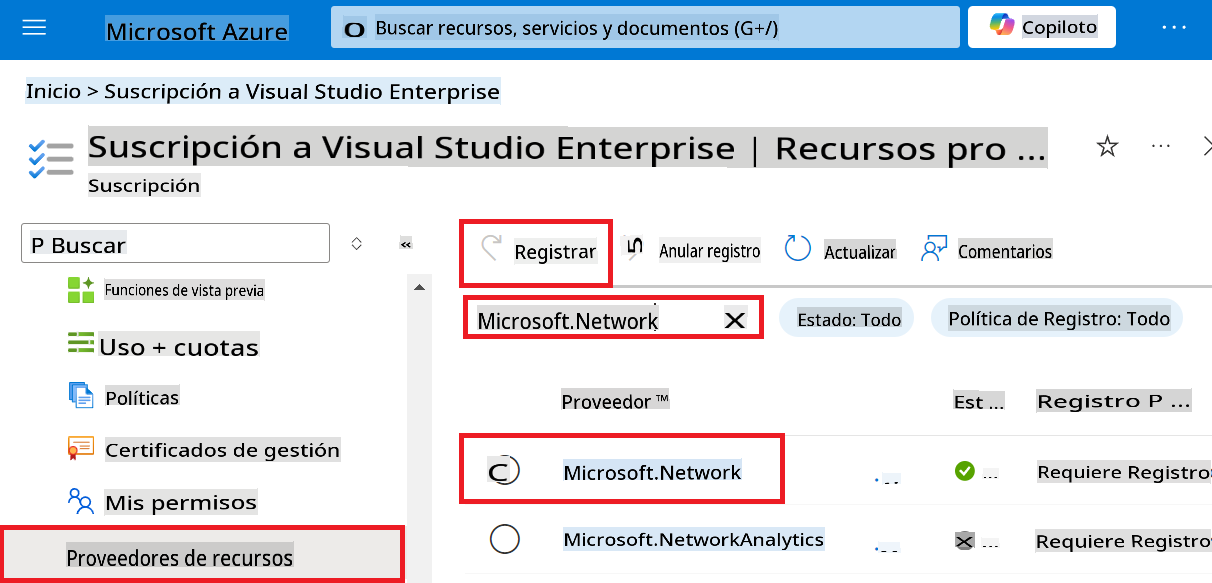 Microsoft Azure
Buscar recursos, servicios y documentos (G+/)
Copiloto
Inicio > Suscripción a Visual Studio Enterprise
Suscripción a Visual Studio Enterprise | Recursos pro ...
Suscripción
P Buscar
Registrar
Anular registro
Actualizar
Comentarios
Funciones de vista previa
Uso + cuotas
Políticas
Certificados de gestión
Mis permisos
Proveedores de recursos
Microsoft.Network
Estado: Todo
Política de Registro: Todo
Proveedor ™
Est ...
Registro P ...
Microsoft.Network
...
Requiere Registro
Microsoft.NetworkAnalytics
...
Requiere Registro